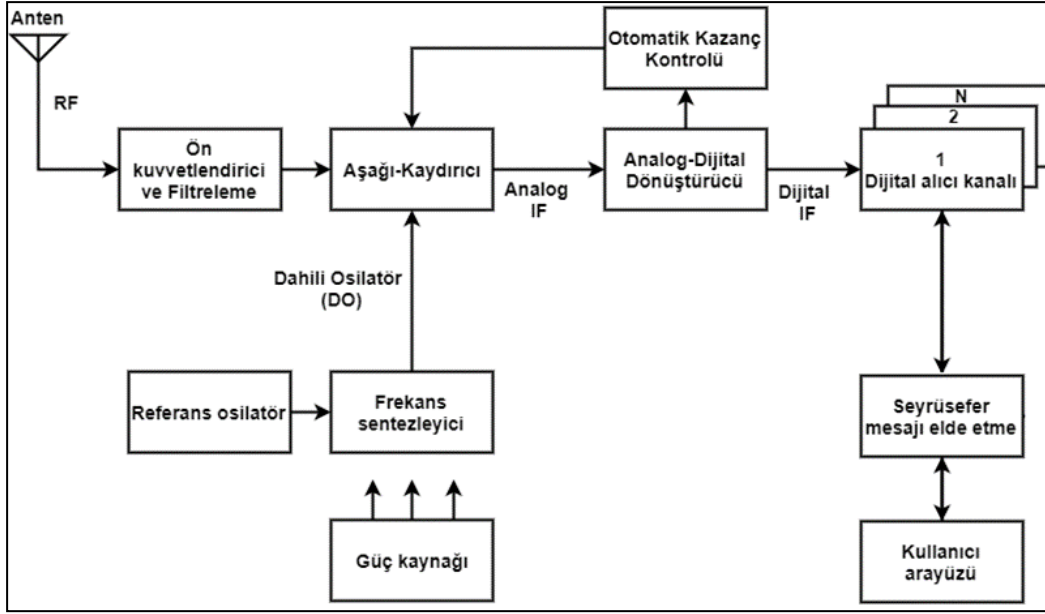 Anten
RF
Ön
kuvvetlendirici
ve Filtreleme
Aşağı-Kaydırıcı
Otomatik Kazanç
Kontrolü
Analog
IF
Analog-Dijital
Dönüştürücü
Dijital
IF
N
2
1
Dijital alıcı kanalı
Dahili Osilatör
(DO)
Referans osilatör
Frekans
sentezleyici
Güç kaynağı
Seyrüsefer
mesajı elde etme
Kullanıcı
arayüzü